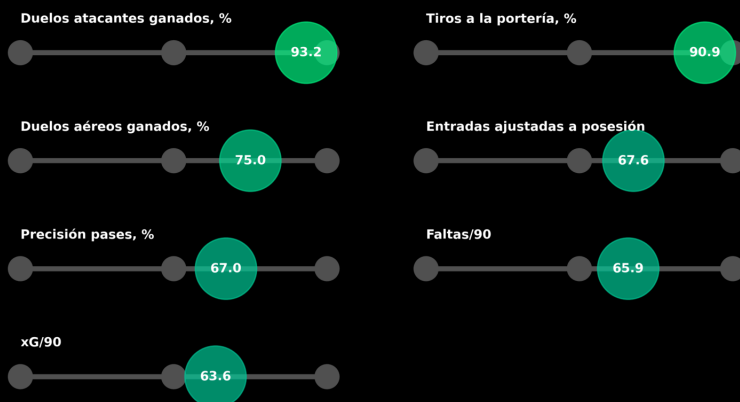 Duelos atacantes ganados, %
93.2
Tiros a la portería, %
90.9
Duelos aéreos ganados, %
75.0
Entradas ajustadas a posesión
67.6
Precisión pases, %
67.0
Faltas/90
65.9
xG/90
63.6